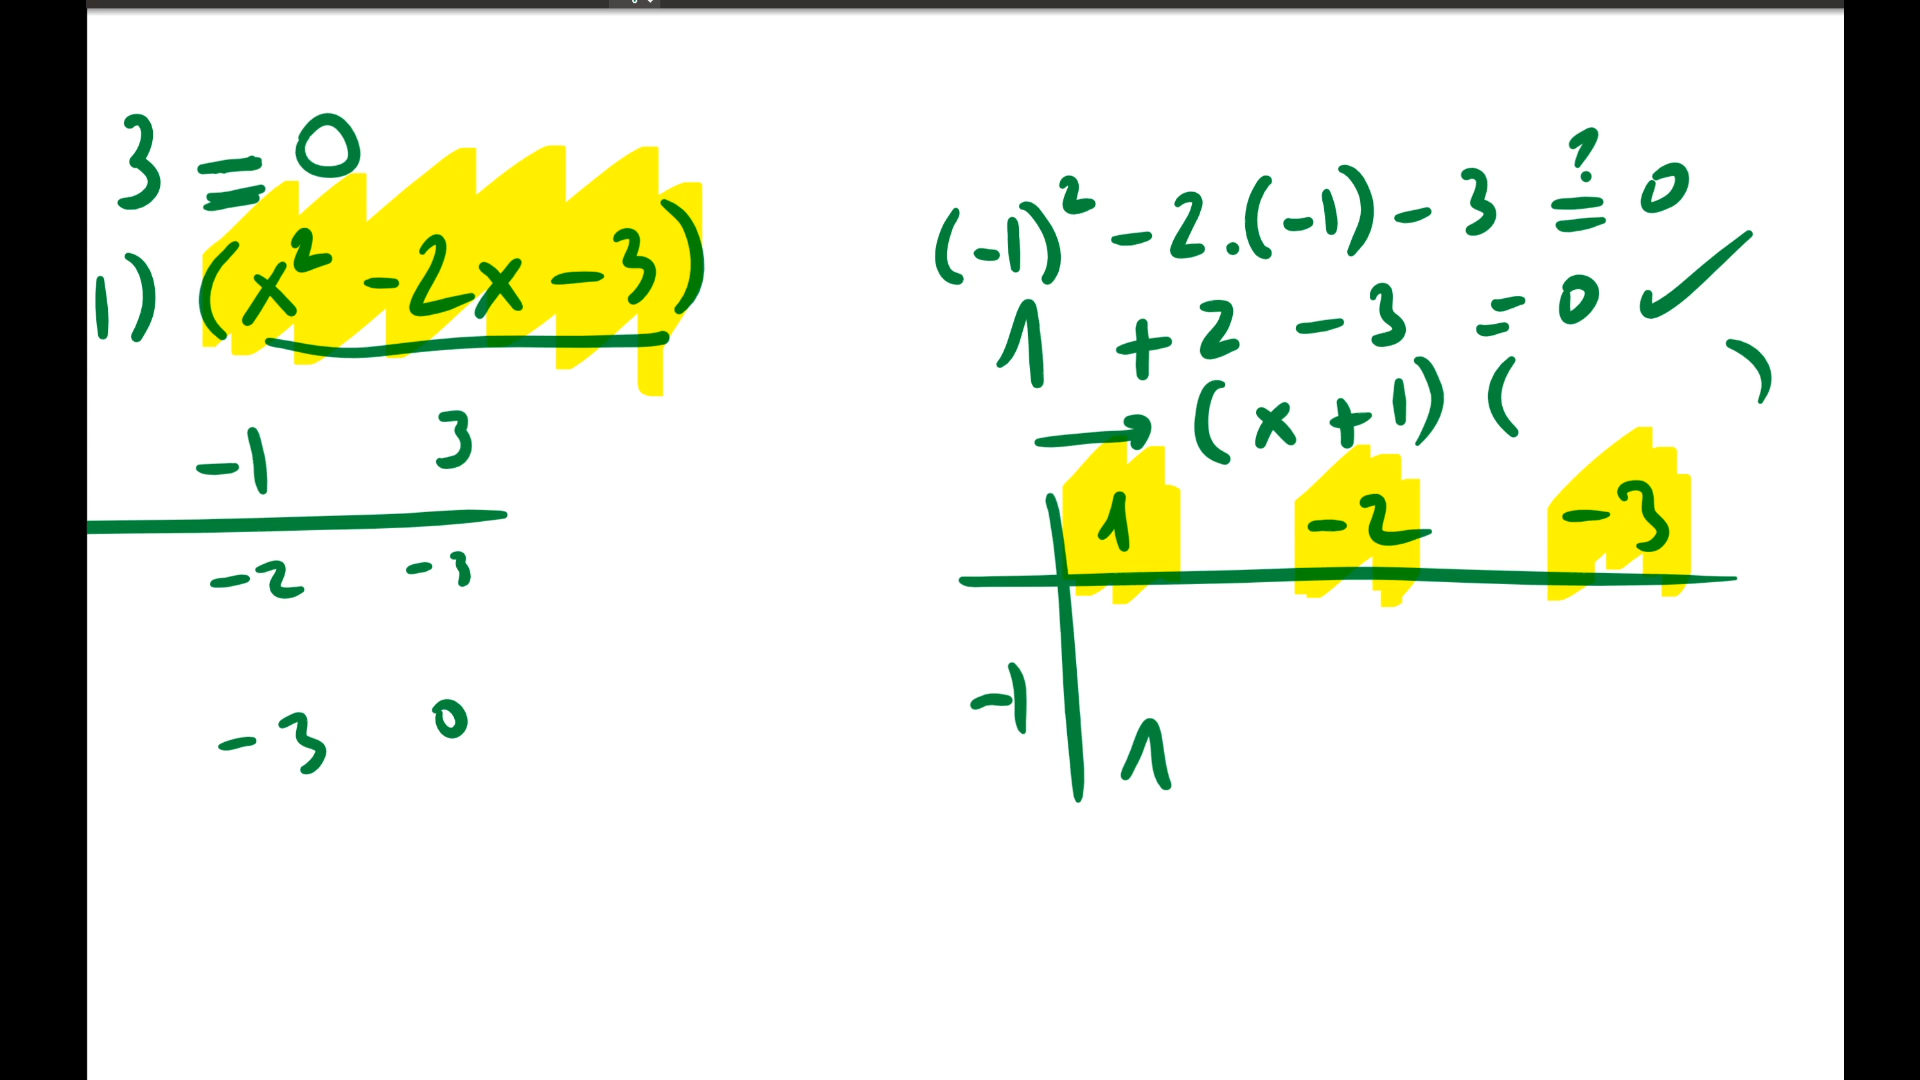 3 = 0
1) (x² - 2x - 3)
-1 3
-2 -3
-3 0
(-1)² - 2.(-1) - 3 ?= 0
1 + 2 - 3 = 0 ✓
→ (x + 1) ( )
1 -2 -3
-1
1